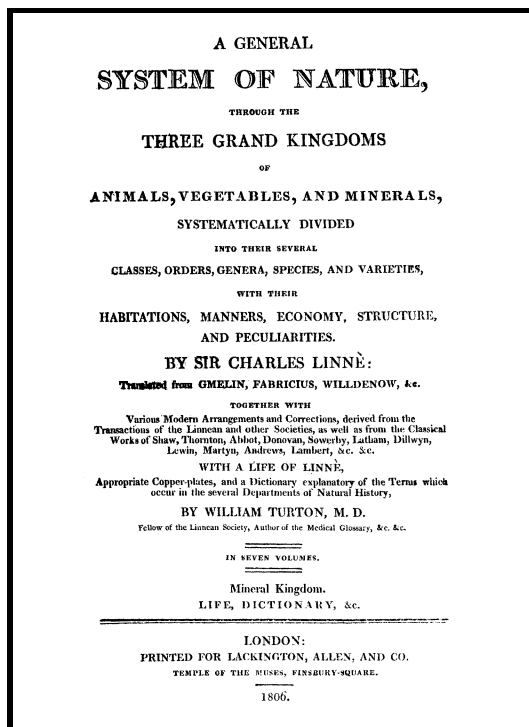 A GENERAL
SYSTEM OF NATURE,
THROUGH THE
THREE GRAND KINGDOMS
OF
ANIMALS, VEGETABLES, AND MINERALS,
SYSTEMATICALLY DIVIDED
INTO THEIR SEVERAL
CLASSES, ORDERS, GENERA, SPECIES, AND VARIETIES,
WITH THEIR
HABITATIONS, MANNERS, ECONOMY, STRUCTURE,
AND PECULIARITIES.
BY SIR CHARLES LINNÈ:
Translated from GMELIN, FABRICIUS, WILLDENOW, &c.
TOGETHER WITH
Various Modern Arrangements and Corrections, derived from the
Transactions of the Linnean and other Societies, as well as from the Classical
Works of Shaw, Thornton, Abbot, Donovan, Sowerby, Latham, Dillwyn,
Lewin, Martyn, Andrews, Lambert, &c. &c.
WITH A LIFE OF LINNÈ,
Appropriate Copper-plates, and a Dictionary explanatory of the Terms which
occur in the several Departments of Natural History,
BY WILLIAM TURTON, M. D.
Fellow of the Linnean Society, Author of the Medical Glossary, &c. &c.
IN SEVEN VOLUMES.
Mineral Kingdom.
LIFE, DICTIONARY, &c.
LONDON:
PRINTED FOR LACKINGTON, ALLEN, AND CO.
TEMPLE OF THE MUSES, FINSBURY-SQUARE.
1806.